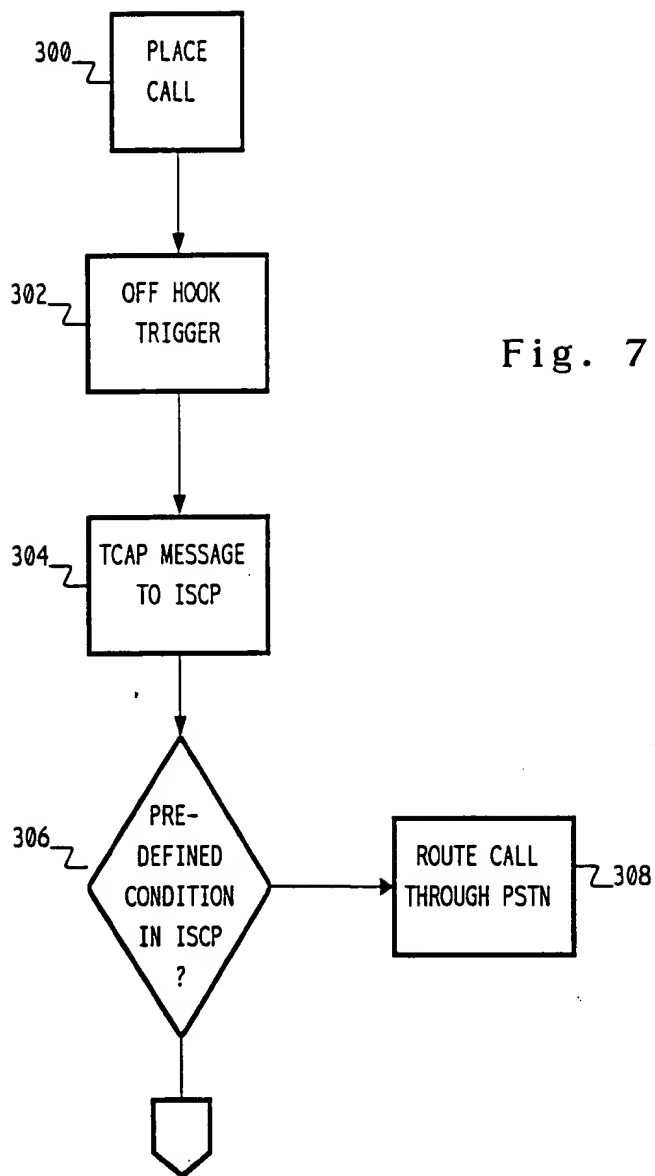 300
PLACE
CALL
302
OFF HOOK
TRIGGER
Fig. 7
304
TCAP MESSAGE
TO ISCP
306
PRE-
DEFINED
CONDITION
IN ISCP
?
ROUTE CALL
THROUGH PSTN
308